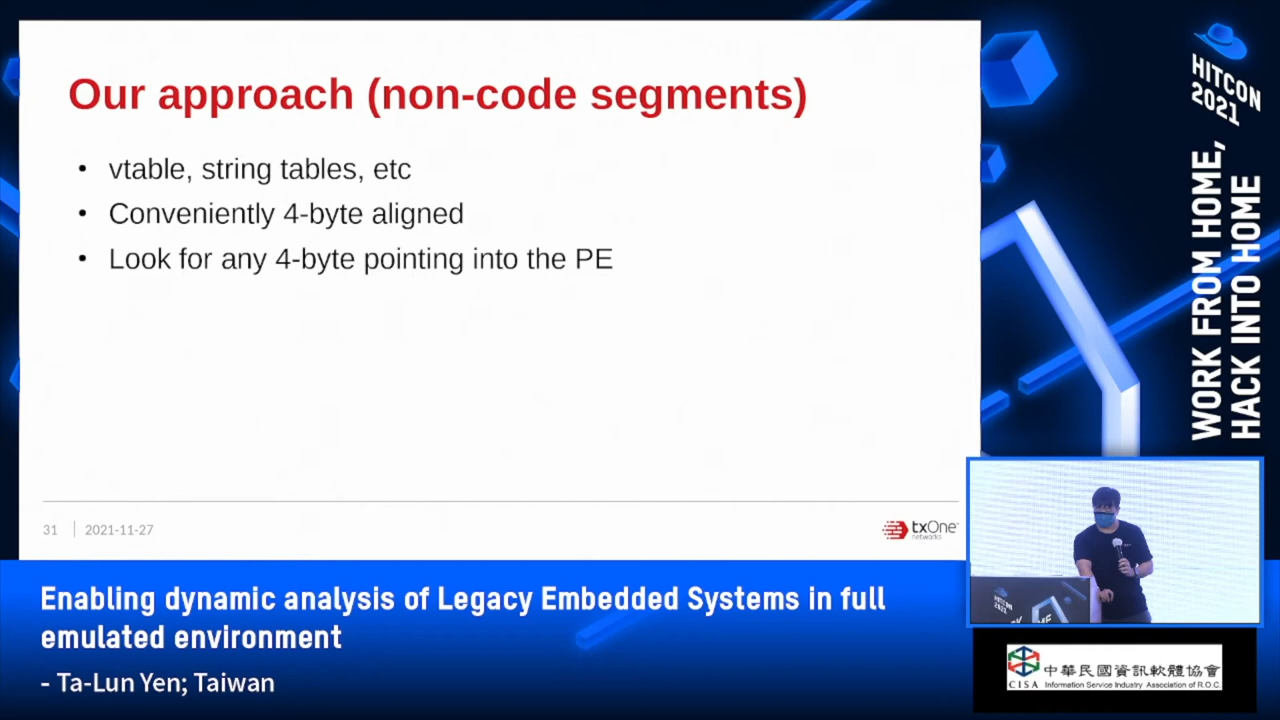 Our approach (non-code segments)
• vtable, string tables, etc
• Conveniently 4-byte aligned
• Look for any 4-byte pointing into the PE
31 | 2021-11-27
txOne
networks
HITCON
2021
WORK FROM HOME,
HACK INTO HOME
HITCON
2021
Enabling dynamic analysis of Legacy Embedded Systems in full
emulated environment
- Ta-Lun Yen; Taiwan
中華民國資訊軟體協會
CISA Information Service Industry Association of R.O.C.